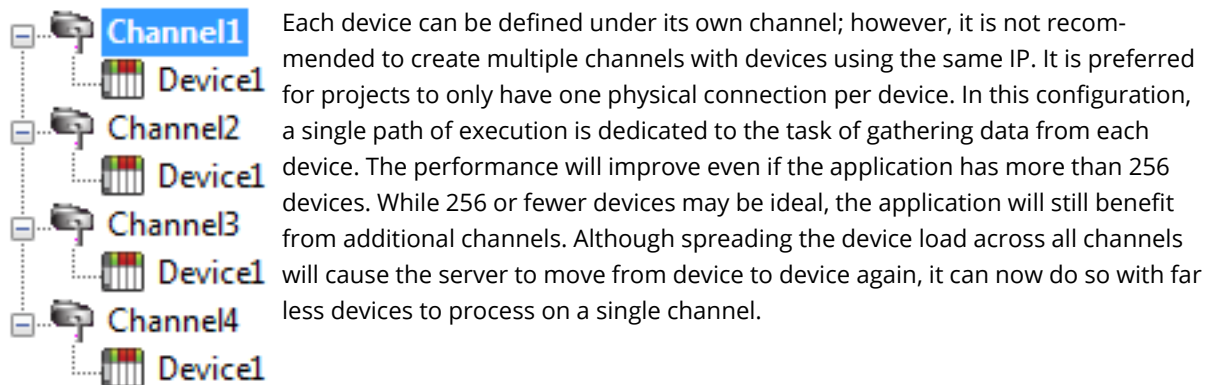 Channel1
Device1
Channel2
Device1
Channel3
Device1
Channel4
Device1
Each device can be defined under its own channel; however, it is not recom-
mended to create multiple channels with devices using the same IP. It is preferred
for projects to only have one physical connection per device. In this configuration,
a single path of execution is dedicated to the task of gathering data from each
device. The performance will improve even if the application has more than 256
devices. While 256 or fewer devices may be ideal, the application will still benefit
from additional channels. Although spreading the device load across all channels
will cause the server to move from device to device again, it can now do so with far
less devices to process on a single channel.